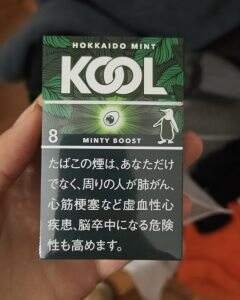 HOKKAIDO MINT
KOOL
8
MINTY BOOST
たばこの煙は、あなただけ
でなく、周りの人が肺がん、
心筋梗塞など虚血性心
疾患、脳卒中になる危険
性も高めます。